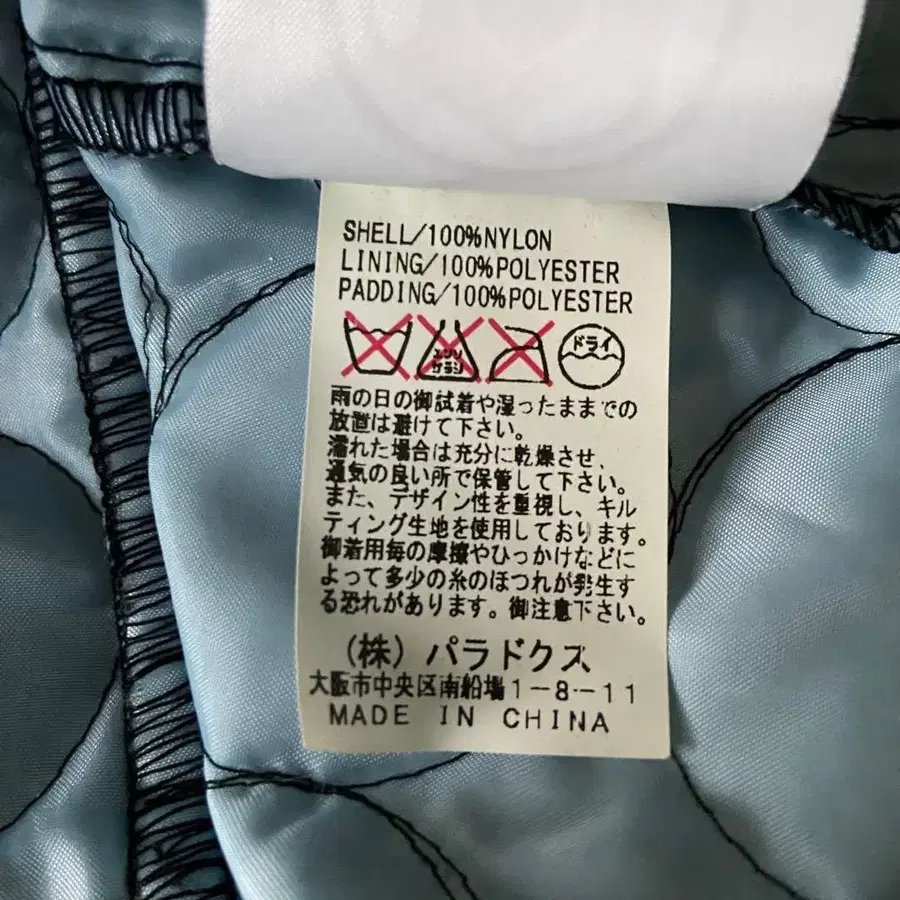 SHELL/100%NYLON
LINING/100%POLYESTER
PADDING/100%POLYESTER
エンソ
サラシ
ドライ
雨の日の御試着や湿ったままでの
放置は避けて下さい。
濡れた場合は充分に乾燥させ、
通気の良い所で保管して下さい。
また、デザイン性を重視し、キル
ティング生地を使用しております。
御着用毎の摩擦やひっかけなどに
よって多少の糸のほつれが発生す
る恐れがあります。御注意下さい。
(株) パラドクス
大阪市中央区南船場1-8-11
MADE IN CHINA